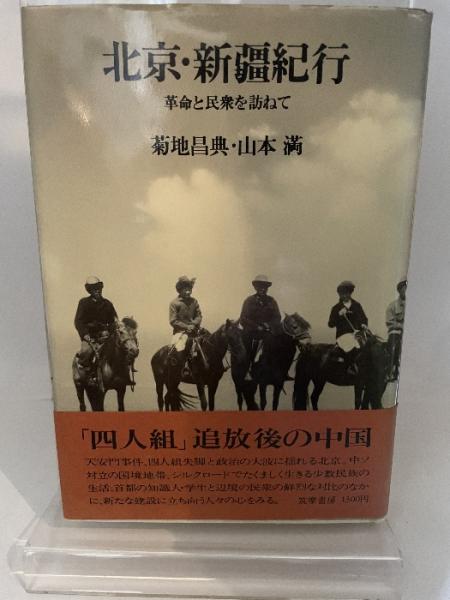 北京・新疆紀行
革命と民衆を訪ねて
菊地昌典・山本 満
「四人組」追放後の中国
天安門事件、四人組失脚と政治の大波に揺れる北京。中ソ
対立の国境地帯、シルクロードでたくましく生きる少数民族の
生活。首都の知識人・学生と辺境の民衆の鮮烈な対比のなか
に、新たな建設に立ち向う人々の心をみる。 筑摩書房 1300円